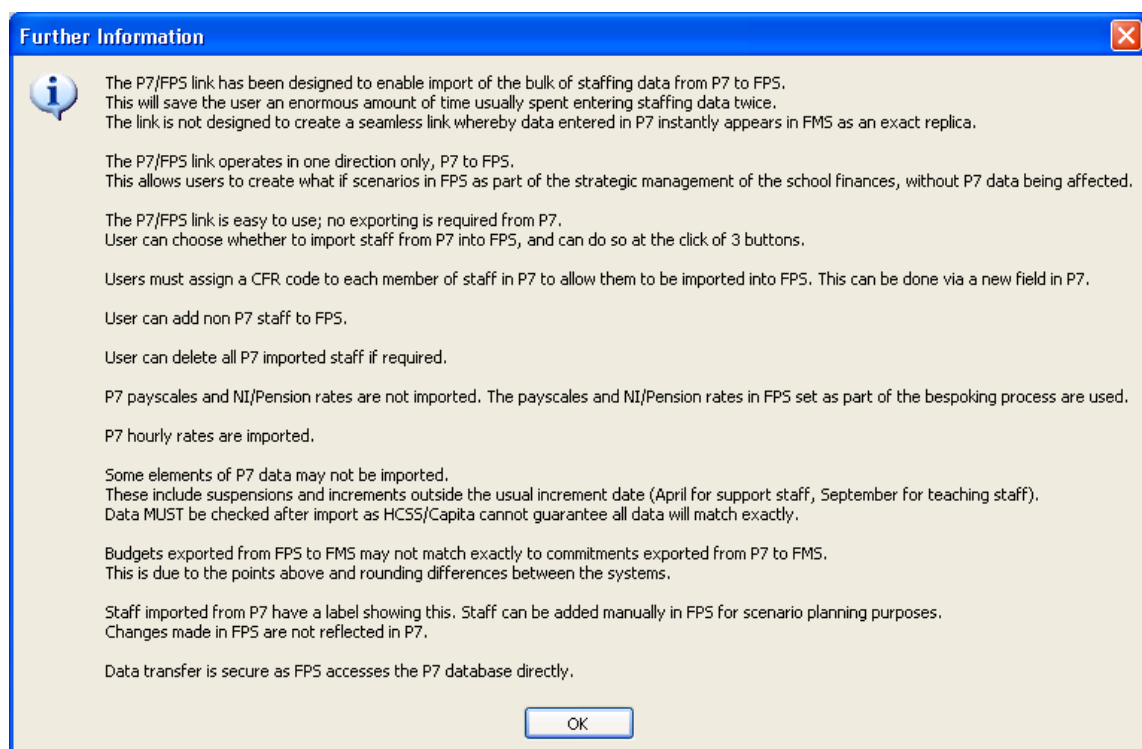 Further Information
The P7/FPS link has been designed to enable import of the bulk of staffing data from P7 to FPS.
This will save the user an enormous amount of time usually spent entering staffing data twice.
The link is not designed to create a seamless link whereby data entered in P7 instantly appears in FMS as an exact replica.
The P7/FPS link operates in one direction only, P7 to FPS.
This allows users to create what if scenarios in FPS as part of the strategic management of the school finances, without P7 data being affected.
The P7/FPS link is easy to use; no exporting is required from P7.
User can choose whether to import staff from P7 into FPS, and can do so at the click of 3 buttons.
Users must assign a CFR code to each member of staff in P7 to allow them to be imported into FPS. This can be done via a new field in P7.
User can add non P7 staff to FPS.
User can delete all P7 imported staff if required.
P7 payscales and NI/Pension rates are not imported. The payscales and NI/Pension rates in FPS set as part of the bespoking process are used.
P7 hourly rates are imported.
Some elements of P7 data may not be imported.
These include suspensions and increments outside the usual increment date (April for support staff, September for teaching staff).
Data MUST be checked after import as HCSS/Capita cannot guarantee all data will match exactly.
Budgets exported from FPS to FMS may not match exactly to commitments exported from P7 to FMS.
This is due to the points above and rounding differences between the systems.
Staff imported from P7 have a label showing this. Staff can be added manually in FPS for scenario planning purposes.
Changes made in FPS are not reflected in P7.
Data transfer is secure as FPS accesses the P7 database directly.
OK